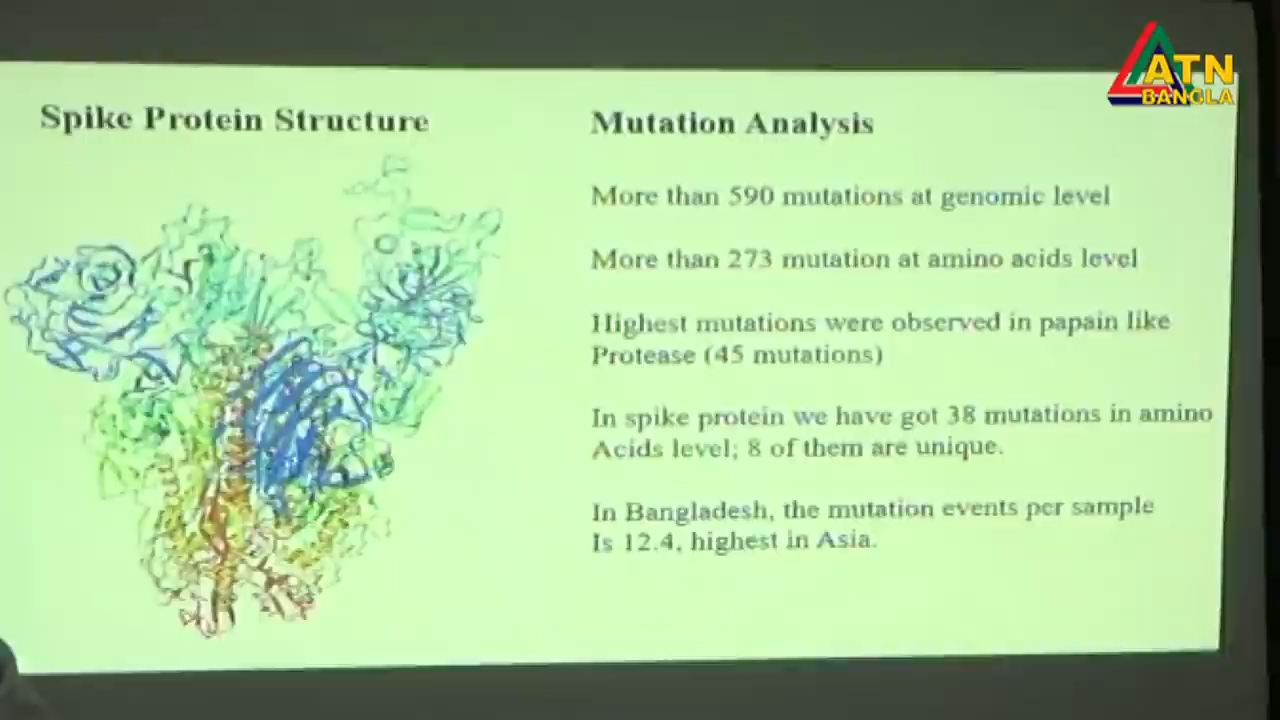 ATN
BANGLA
Spike Protein Structure
Mutation Analysis
More than 590 mutations at genomic level
More than 273 mutation at amino acids level
Highest mutations were observed in papain like
Protease (45 mutations)
In spike protein we have got 38 mutations in amino
Acids level; 8 of them are unique.
In Bangladesh, the mutation events per sample
Is 12.4, highest in Asia.